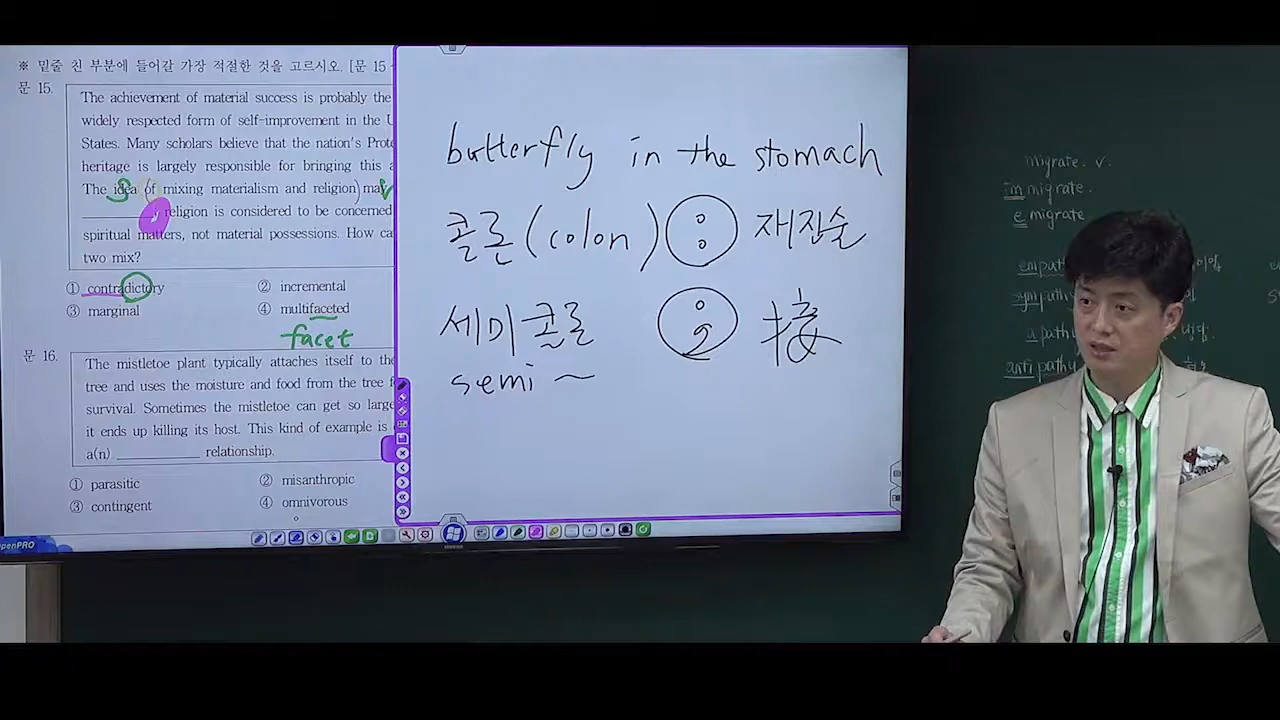 ※ 밑줄 친 부분에 들어갈 가장 적절한 것을 고르시오. [문 15
문 15.
The achievement of material success is probably the
widely respected form of self-improvement in the U
States. Many scholars believe that the nation's Prote
heritage is largely responsible for bringing this a
The idea (of mixing materialism and religion) may
S
V
religion is considered to be concerned
spiritual matters, not material possessions. How ca
two mix?
① contradictory
② incremental
③ marginal
④ multifaceted
facet
문 16.
The mistletoe plant typically attaches itself to the
tree and uses the moisture and food from the tree f
survival. Sometimes the mistletoe can get so large
it ends up killing its host. This kind of example is
a(n) __________ relationship.
① parasitic
② misanthropic
③ contingent
④ omnivorous
OpenPRO
butterfly in the stomach
콜론 (colon) : 재진술
세미콜론 ; 接
semi ~
migrate. v.
immigrate.
emigrate
empath
sympath
apathy
antipathy